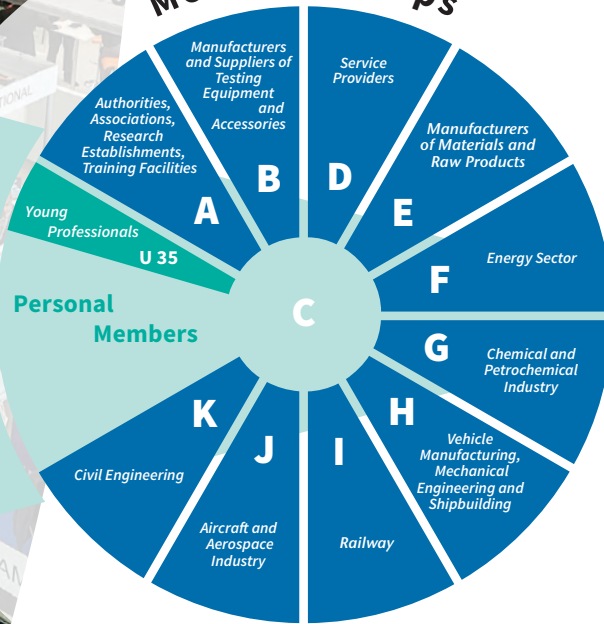 Manufacturers
and Suppliers of
Testing
Equipment
and
Accessories
B
Service
Providers
D
Authorities,
Associations,
Research
Establishments,
Training Facilities
A
Manufacturers
of Materials and
Raw Products
E
Young
Professionals
U 35
Energy Sector
F
Personal
Members
C
G
Chemical and
Petrochemical
Industry
K
Civil Engineering
H
Vehicle
Manufacturing,
Mechanical
Engineering and
Shipbuilding
J
Aircraft and
Aerospace
Industry
I
Railway